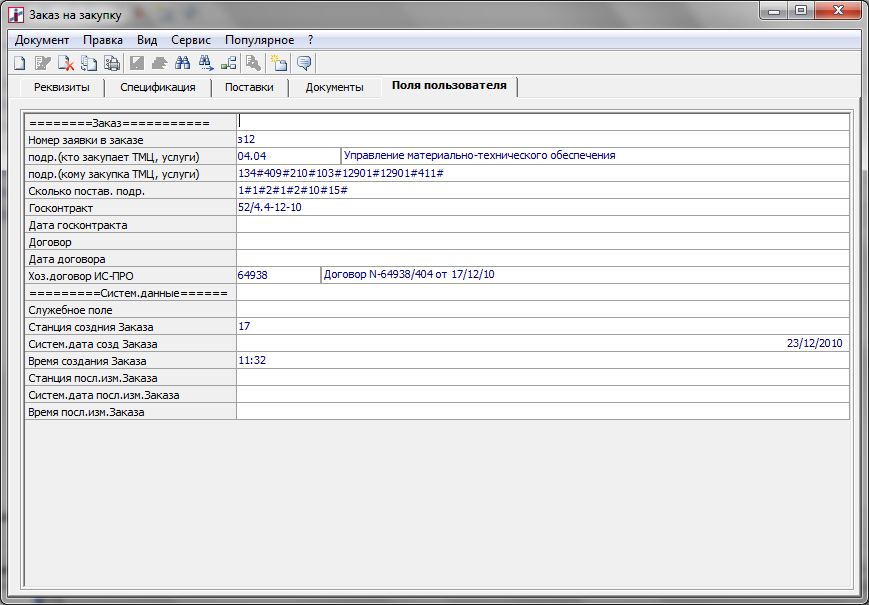 Заказ на закупку
Документ Правка Вид Сервис Популярное ?
Реквизиты Спецификация Поставки Документы Поля пользователя
========Заказ===========
Номер заявки в заказе з12
подр.(кто закупает ТМЦ, услуги) 04.04 Управление материально-технического обеспечения
подр.(кому закупка ТМЦ, услуги) 134#409#210#103#12901#12901#411#
Сколько постав. подр. 1#1#2#1#2#10#15#
Госконтракт 52/4.4-12-10
Дата госконтракта
Договор
Дата договора
Хоз.договор ИС-ПРО 64938 Договор N-64938/404 от 17/12/10
=========Систем.данные======
Служебное поле
Станция создния Заказа 17
Систем.дата созд Заказа 23/12/2010
Время создания Заказа 11:32
Станция посл.изм.Заказа
Систем.дата посл.изм.Заказа
Время посл.изм.Заказа